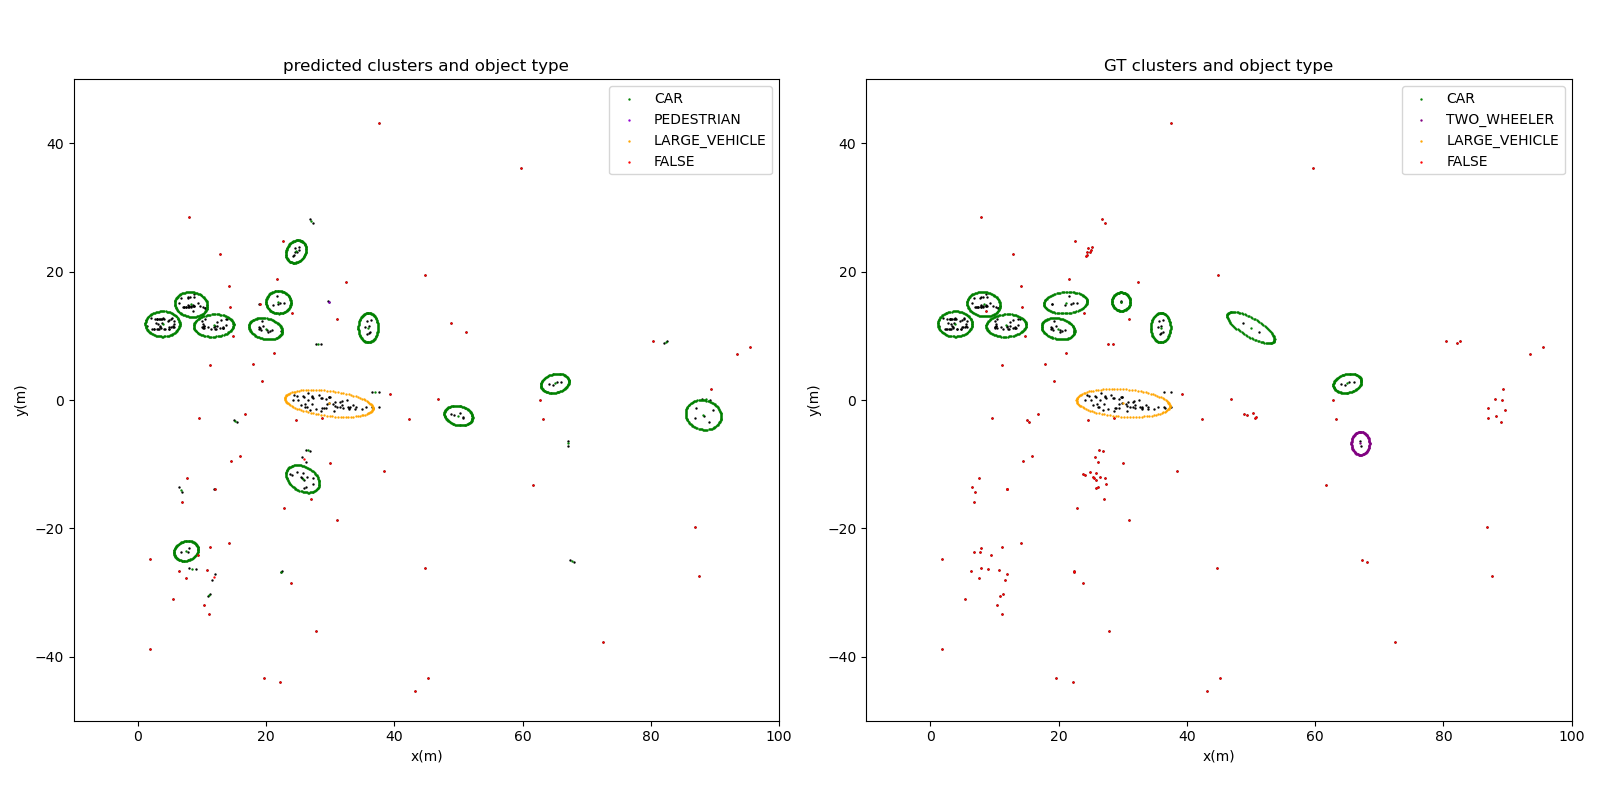 predicted clusters and object type
CAR
PEDESTRIAN
LARGE_VEHICLE
FALSE
40
20
0
−20
−40
y(m)
0 20 40 60 80 100
x(m)
GT clusters and object type
CAR
TWO_WHEELER
LARGE_VEHICLE
FALSE
40
20
0
−20
−40
y(m)
0 20 40 60 80 100
x(m)